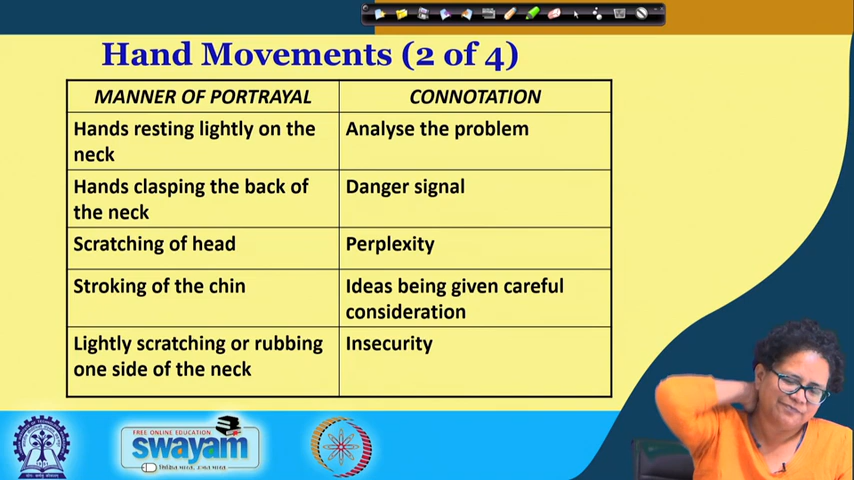 Hand Movements (2 of 4)
MANNER OF PORTRAYAL
CONNOTATION
Hands resting lightly on the
neck
Analyse the problem
Hands clasping the back of
the neck
Danger signal
Scratching of head
Perplexity
Stroking of the chin
Ideas being given careful
consideration
Lightly scratching or rubbing
one side of the neck
Insecurity
FREE ONLINE EDUCATION
swayam